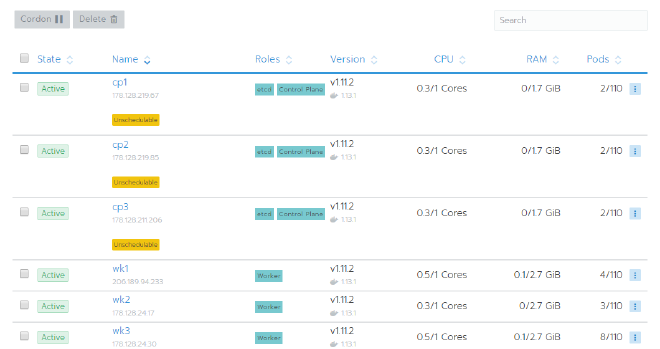 Cordon Delete
Search
State Name Roles Version CPU RAM Pods
Active cp1 etcd Control Plane v1.11.2 0.3/1 Cores 0/1.7 GiB 2/110
178.128.219.67 1.13.1
Unschedulable
Active cp2 etcd Control Plane v1.11.2 0.3/1 Cores 0/1.7 GiB 2/110
178.128.219.85 1.13.1
Unschedulable
Active cp3 etcd Control Plane v1.11.2 0.3/1 Cores 0/1.7 GiB 2/110
178.128.211.206 1.13.1
Unschedulable
Active wk1 Worker v1.11.2 0.5/1 Cores 0.1/2.7 GiB 4/110
206.189.94.233 1.13.1
Active wk2 Worker v1.11.2 0.3/1 Cores 0/2.7 GiB 3/110
178.128.24.17 1.13.1
Active wk3 Worker v1.11.2 0.5/1 Cores 0.1/2.7 GiB 8/110
178.128.24.30 1.13.1